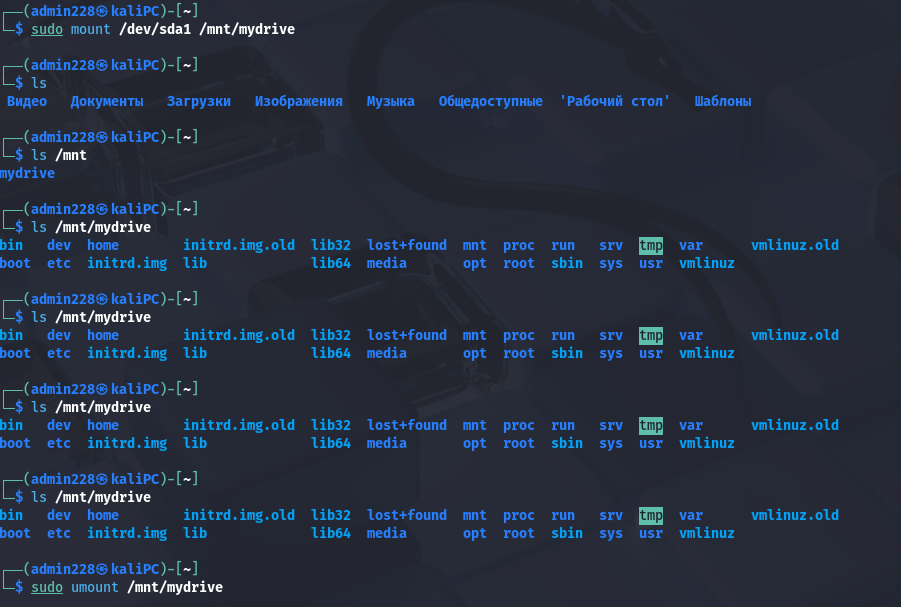 ┌──(admin228㉿kaliPC)-[~]
└─$ sudo mount /dev/sda1 /mnt/mydrive
┌──(admin228㉿kaliPC)-[~]
└─$ ls
Видео Документы Загрузки Изображения Музыка Общедоступные 'Рабочий стол' Шаблоны
┌──(admin228㉿kaliPC)-[~]
└─$ ls /mnt
mydrive
┌──(admin228㉿kaliPC)-[~]
└─$ ls /mnt/mydrive
bin dev home initrd.img.old lib32 lost+found mnt proc run srv tmp var vmlinuz.old
boot etc initrd.img lib lib64 media opt root sbin sys usr vmlinuz
┌──(admin228㉿kaliPC)-[~]
└─$ ls /mnt/mydrive
bin dev home initrd.img.old lib32 lost+found mnt proc run srv tmp var vmlinuz.old
boot etc initrd.img lib lib64 media opt root sbin sys usr vmlinuz
┌──(admin228㉿kaliPC)-[~]
└─$ ls /mnt/mydrive
bin dev home initrd.img.old lib32 lost+found mnt proc run srv tmp var vmlinuz.old
boot etc initrd.img lib lib64 media opt root sbin sys usr vmlinuz
┌──(admin228㉿kaliPC)-[~]
└─$ ls /mnt/mydrive
bin dev home initrd.img.old lib32 lost+found mnt proc run srv tmp var vmlinuz.old
boot etc initrd.img lib lib64 media opt root sbin sys usr vmlinuz
┌──(admin228㉿kaliPC)-[~]
└─$ sudo umount /mnt/mydrive